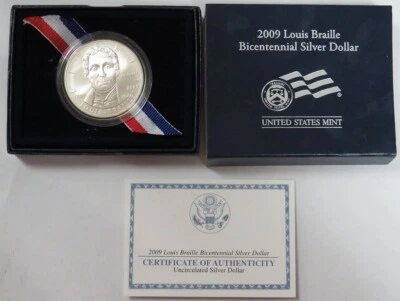 2009 Louis Braille
Bicentennial Silver Dollar
UNITED STATES MINT
2009 Louis Braille Bicentennial Silver Dollar
CERTIFICATE OF AUTHENTICITY
Uncirculated Silver Dollar